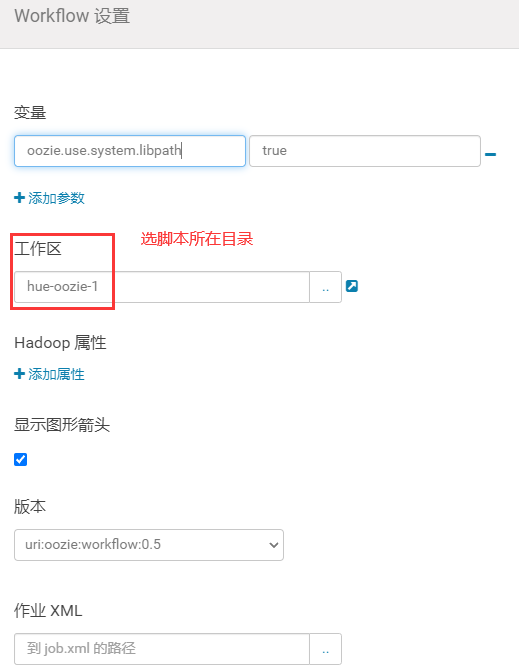 Workflow 设置
变量
oozie.use.system.libpath true
添加参数
选脚本所在目录
工作区
hue-oozie-1 ..
Hadoop 属性
添加属性
显示图形箭头
版本
uri:oozie:workflow:0.5
作业 XML
到 job.xml 的路径 ..